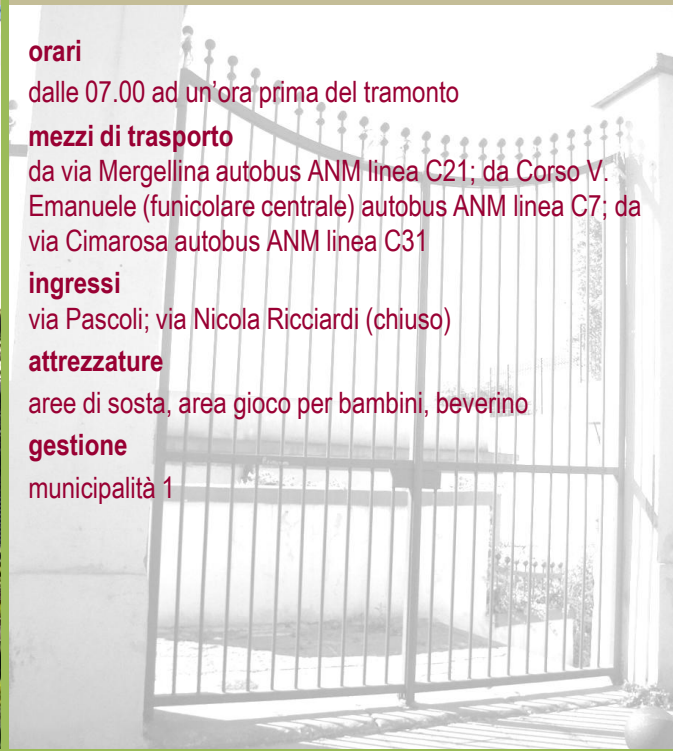 orari
dalle 07.00 ad un'ora prima del tramonto
mezzi di trasporto
da via Mergellina autobus ANM linea C21; da Corso V.
Emanuele (funicolare centrale) autobus ANM linea C7; da
via Cimarosa autobus ANM linea C31
ingressi
via Pascoli; via Nicola Ricciardi (chiuso)
attrezzature
aree di sosta, area gioco per bambini, beverino
gestione
municipalità 1